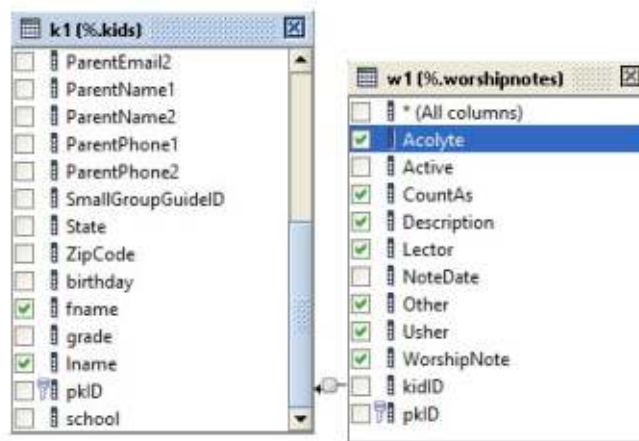 k1 (%.kids)
ParentEmail2
ParentName1
ParentName2
ParentPhone1
ParentPhone2
SmallGroupGuideID
State
ZipCode
birthday
fname
grade
lname
pkID
school
w1 (%.worshipnotes)
* (All columns)
Acolyte
Active
CountAs
Description
Lector
NoteDate
Other
Usher
WorshipNote
kidID
pkID